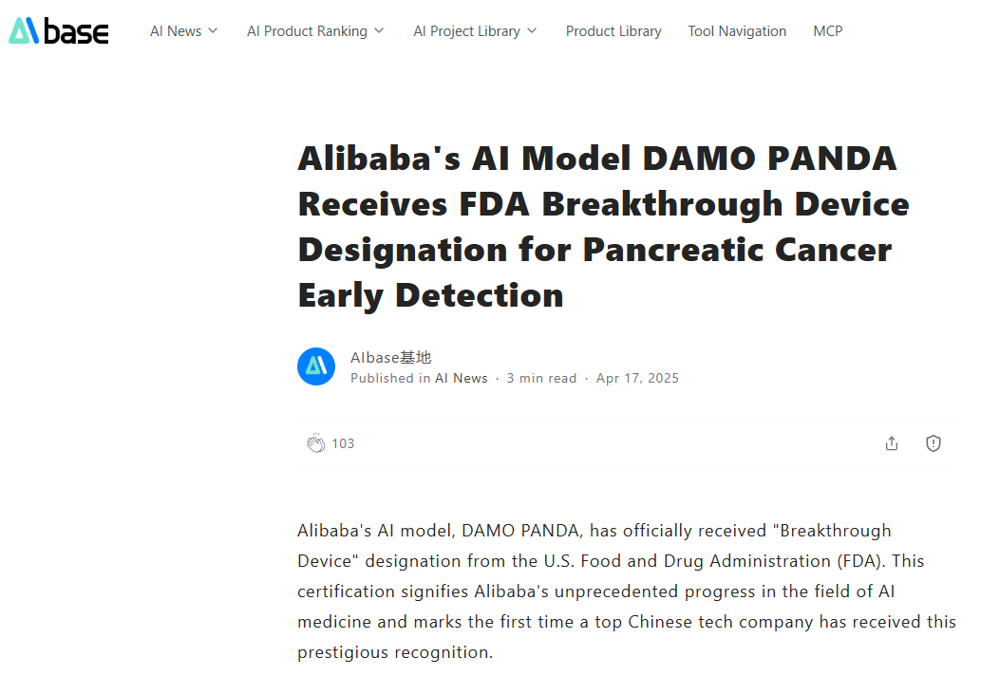 AIbase
AI News AI Product Ranking AI Project Library Product Library Tool Navigation MCP
Alibaba's AI Model DAMO PANDA
Receives FDA Breakthrough Device
Designation for Pancreatic Cancer
Early Detection
AIbase基地
Published in AI News · 3 min read · Apr 17, 2025
103
Alibaba's AI model, DAMO PANDA, has officially received "Breakthrough
Device" designation from the U.S. Food and Drug Administration (FDA). This
certification signifies Alibaba's unprecedented progress in the field of AI
medicine and marks the first time a top Chinese tech company has received this
prestigious recognition.